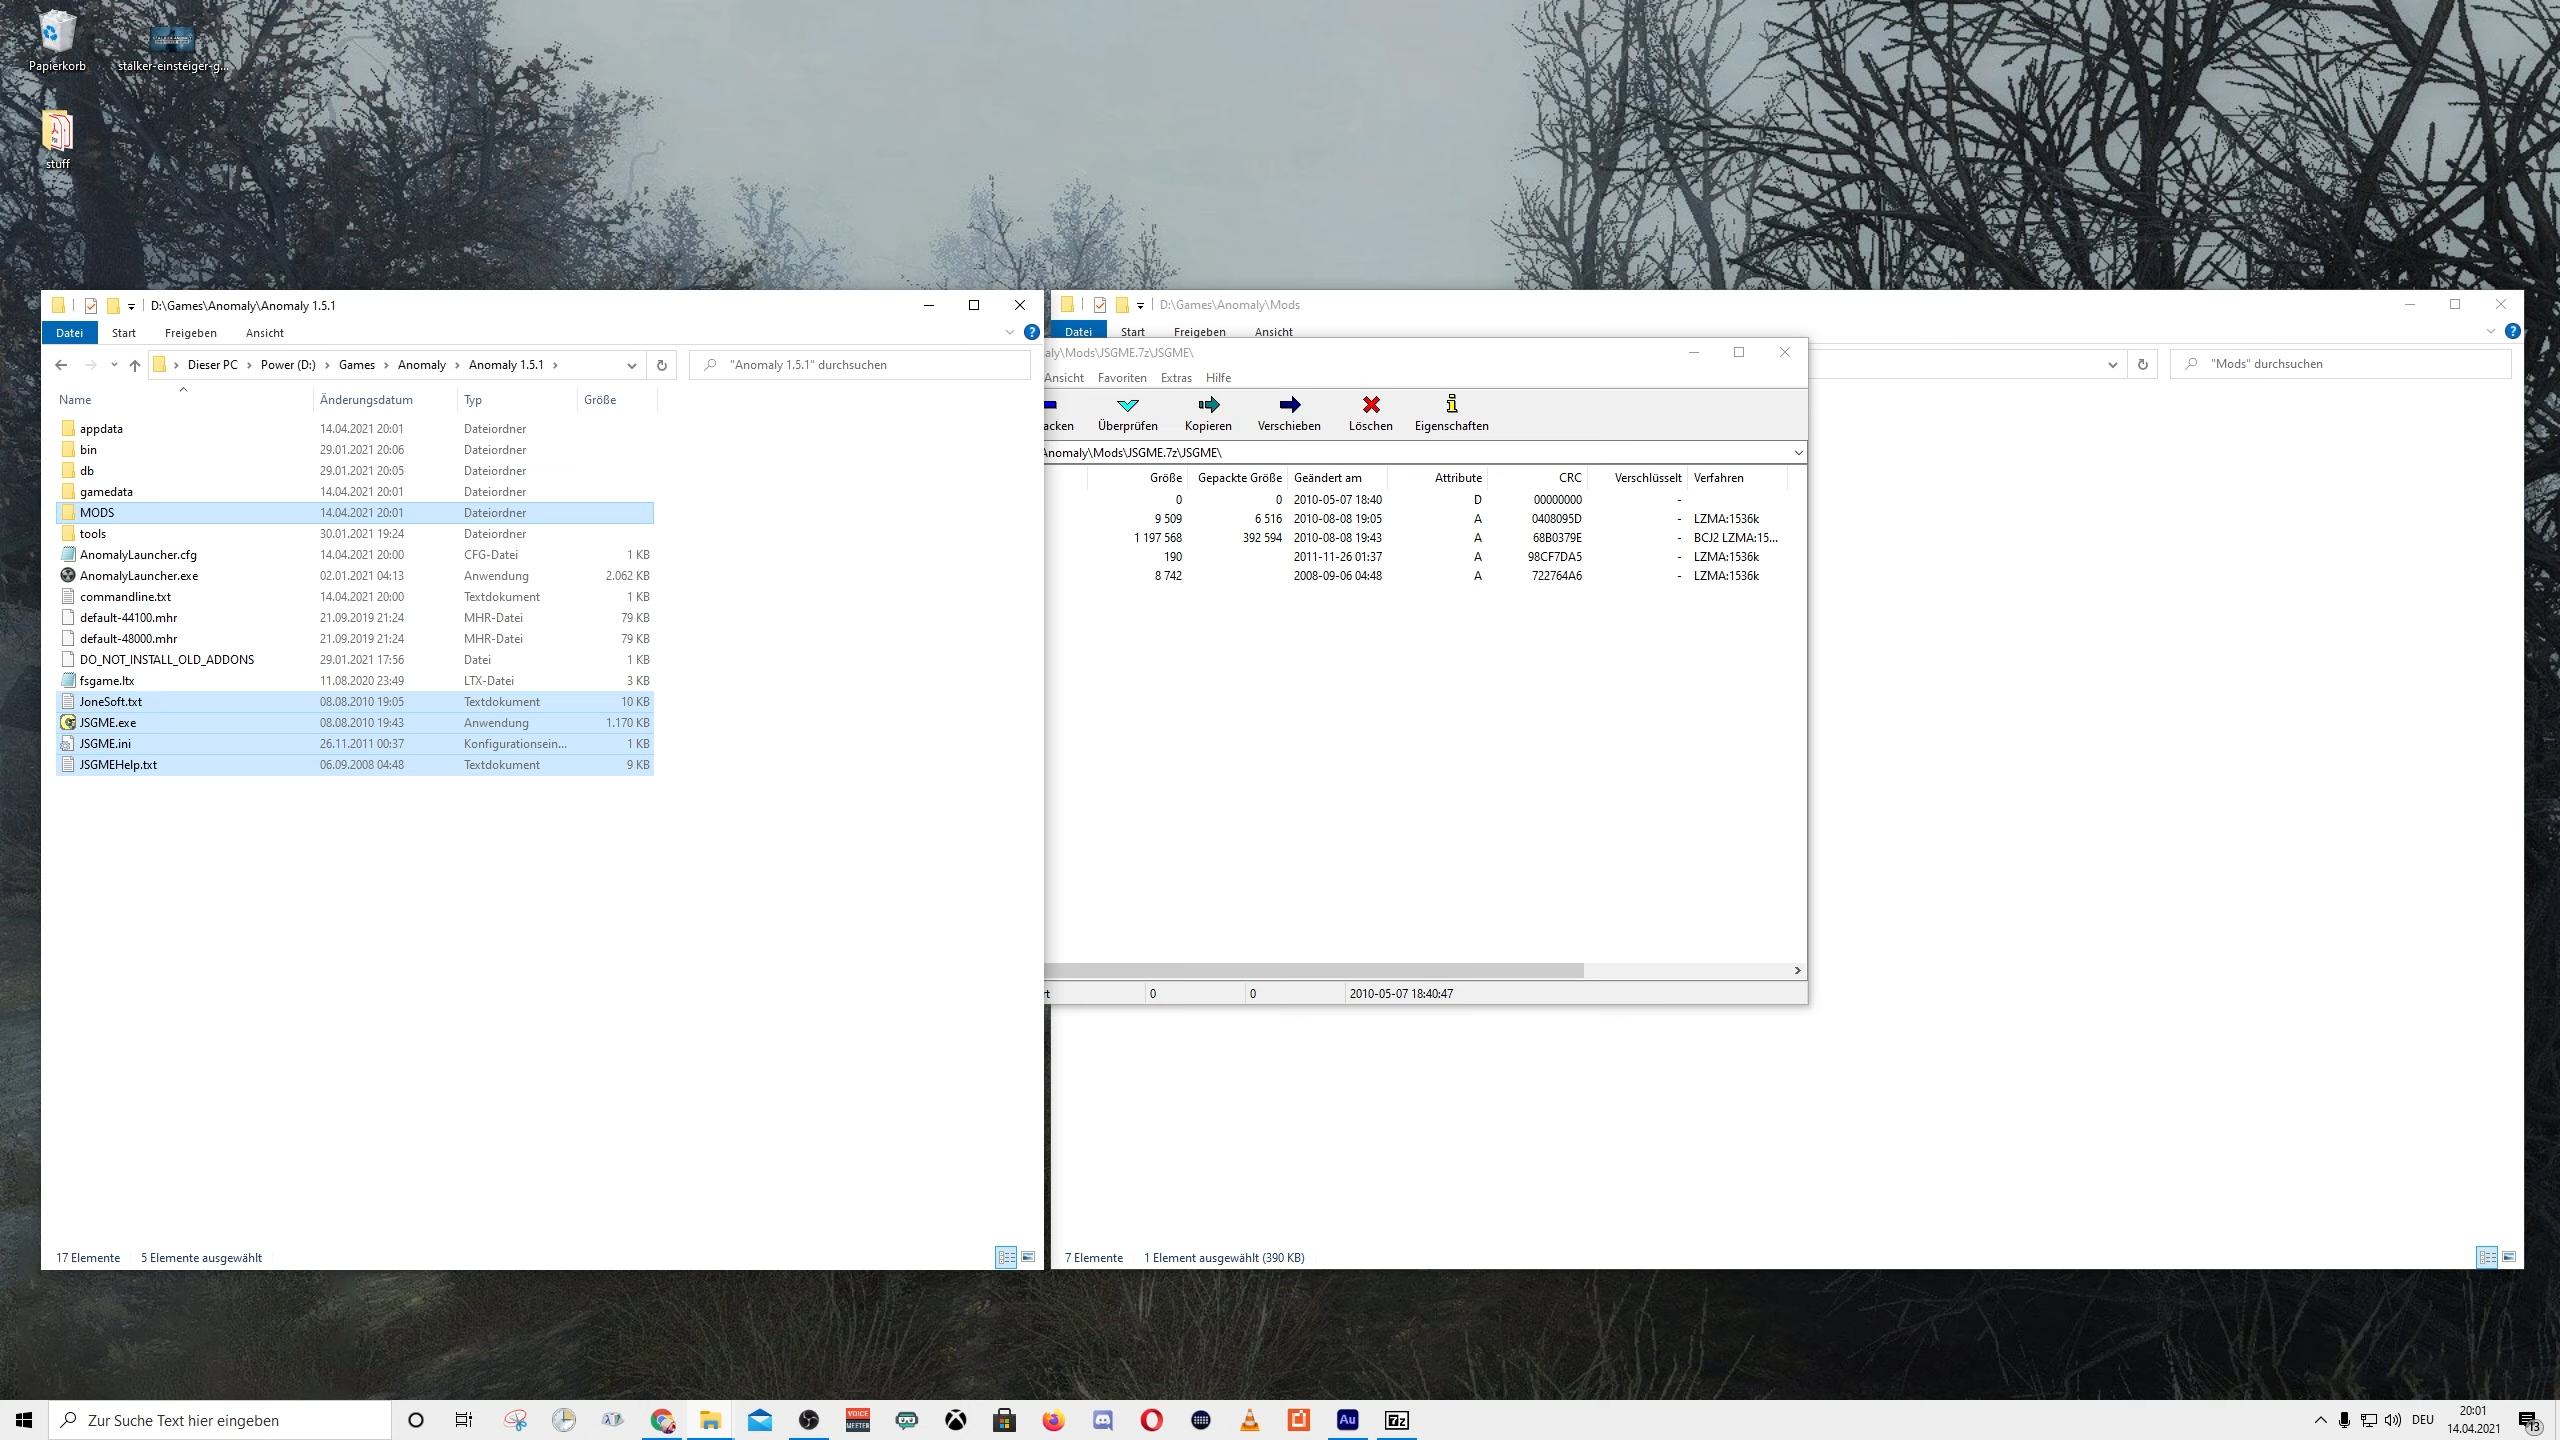 Papierkorb
stalker-einsteiger-g...
stuff
D:\Games\Anomaly\Anomaly 1.5.1
Datei Start Freigeben Ansicht
Dieser PC › Power (D:) › Games › Anomaly › Anomaly 1.5.1 ›
"Anomaly 1.5.1" durchsuchen
Name Änderungsdatum Typ Größe
appdata 14.04.2021 20:01 Dateiordner
bin 29.01.2021 20:06 Dateiordner
db 29.01.2021 20:05 Dateiordner
gamedata 14.04.2021 20:01 Dateiordner
MODS 14.04.2021 20:01 Dateiordner
tools 30.01.2021 19:24 Dateiordner
AnomalyLauncher.cfg 14.04.2021 20:00 CFG-Datei 1 KB
AnomalyLauncher.exe 02.01.2021 04:13 Anwendung 2.062 KB
commandline.txt 14.04.2021 20:00 Textdokument 1 KB
default-44100.mhr 21.09.2019 21:24 MHR-Datei 79 KB
default-48000.mhr 21.09.2019 21:24 MHR-Datei 79 KB
DO_NOT_INSTALL_OLD_ADDONS 29.01.2021 17:56 Datei 1 KB
fsgame.ltx 11.08.2020 23:49 LTX-Datei 3 KB
JoneSoft.txt 08.08.2010 19:05 Textdokument 10 KB
JSGME.exe 08.08.2010 19:43 Anwendung 1.170 KB
JSGME.ini 26.11.2011 00:37 Konfigurationsein... 1 KB
JSGMEHelp.txt 06.09.2008 04:48 Textdokument 9 KB
17 Elemente 5 Elemente ausgewählt
D:\Games\Anomaly\Mods
Datei Start Freigeben Ansicht
"Mods" durchsuchen
aly\Mods\JSGME.7z\JSGME\
Ansicht Favoriten Extras Hilfe
acken Überprüfen Kopieren Verschieben Löschen Eigenschaften
Anomaly\Mods\JSGME.7z\JSGME\
Größe Gepackte Größe Geändert am Attribute CRC Verschlüsselt Verfahren
0 0 2010-05-07 18:40 D 00000000 -
9 509 6 516 2010-08-08 19:05 A 0408095D - LZMA:1536k
1 197 568 392 594 2010-08-08 19:43 A 68B0379E - BCJ2 LZMA:15...
190 2011-11-26 01:37 A 98CF7DA5 - LZMA:1536k
8 742 2008-09-06 04:48 A 722764A6 - LZMA:1536k
rt 0 0 2010-05-07 18:40:47
7 Elemente 1 Element ausgewählt (390 KB)
Zur Suche Text hier eingeben
VOICE
MEETER
Au
7z
DEU
20:01
14.04.2021
13